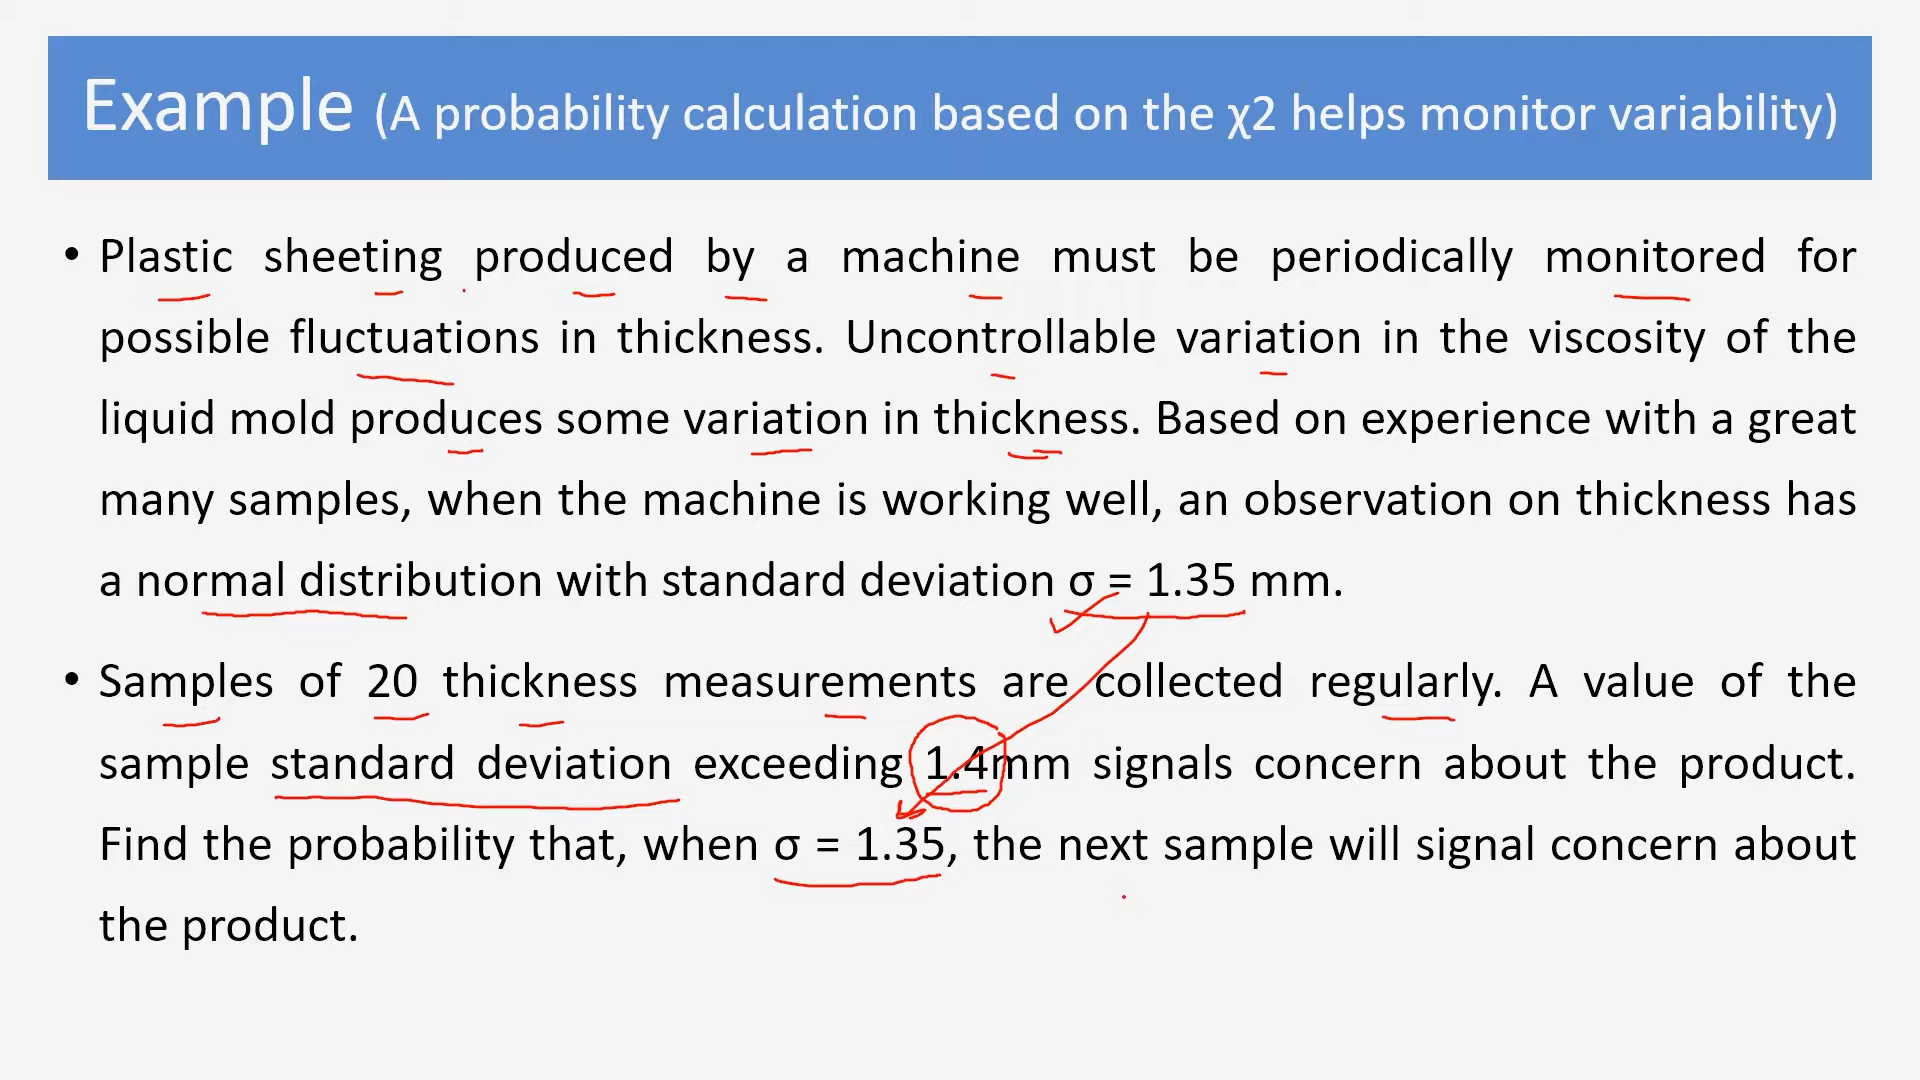 Example (A probability calculation based on the χ2 helps monitor variability)
• Plastic sheeting produced by a machine must be periodically monitored for
possible fluctuations in thickness. Uncontrollable variation in the viscosity of the
liquid mold produces some variation in thickness. Based on experience with a great
many samples, when the machine is working well, an observation on thickness has
a normal distribution with standard deviation σ = 1.35 mm.
• Samples of 20 thickness measurements are collected regularly. A value of the
sample standard deviation exceeding 1.4mm signals concern about the product.
Find the probability that, when σ = 1.35, the next sample will signal concern about
the product.